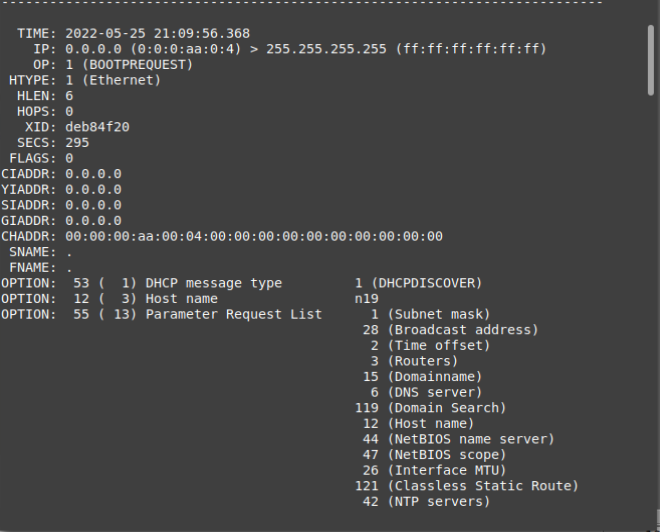 ---------------------------------------------------------------------------
  TIME: 2022-05-25 21:09:56.368
    IP: 0.0.0.0 (0:0:0:aa:0:4) > 255.255.255.255 (ff:ff:ff:ff:ff:ff)
    OP: 1 (BOOTPREQUEST)
 HTYPE: 1 (Ethernet)
  HLEN: 6
  HOPS: 0
   XID: deb84f20
  SECS: 295
 FLAGS: 0
CIADDR: 0.0.0.0
YIADDR: 0.0.0.0
SIADDR: 0.0.0.0
GIADDR: 0.0.0.0
CHADDR: 00:00:00:aa:00:04:00:00:00:00:00:00:00:00:00:00
 SNAME: .
 FNAME: .
OPTION:  53 (  1) DHCP message type         1 (DHCPDISCOVER)
OPTION:  12 (  3) Host name                 n19
OPTION:  55 ( 13) Parameter Request List      1 (Subnet mask)
                                             28 (Broadcast address)
                                              2 (Time offset)
                                              3 (Routers)
                                             15 (Domainname)
                                              6 (DNS server)
                                            119 (Domain Search)
                                             12 (Host name)
                                             44 (NetBIOS name server)
                                             47 (NetBIOS scope)
                                             26 (Interface MTU)
                                            121 (Classless Static Route)
                                             42 (NTP servers)